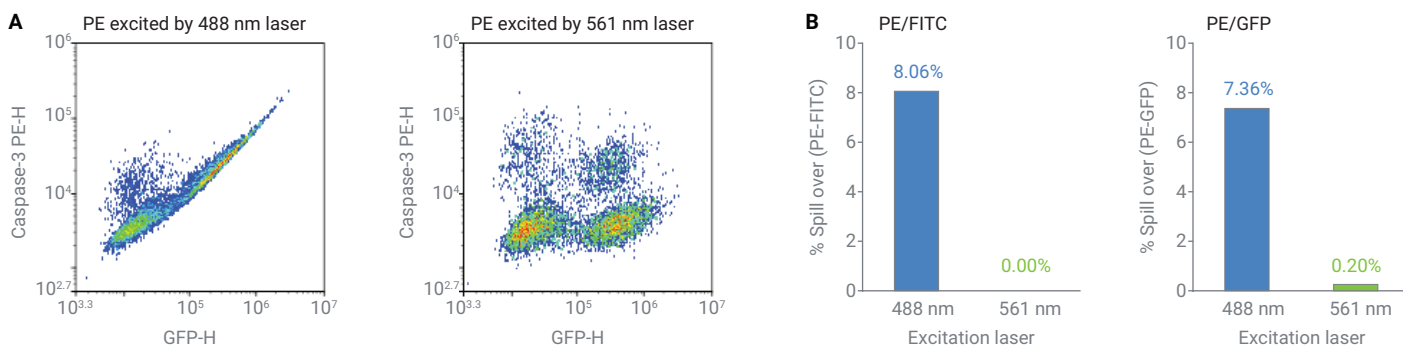 A
PE excited by 488 nm laser
10^6
10^5
10^4
10^2.7
Caspase-3 PE-H
10^3.3
10^5
10^6
10^7
GFP-H
PE excited by 561 nm laser
10^6
10^5
10^4
10^2.7
Caspase-3 PE-H
10^3.3
10^5
10^6
10^7
GFP-H
B
PE/FITC
10
8
6
4
2
0
% Spill over (PE-FITC)
8.06%
0.00%
488 nm
561 nm
Excitation laser
PE/GFP
10
8
6
4
2
0
% Spill over (PE-GFP)
7.36%
0.20%
488 nm
561 nm
Excitation laser